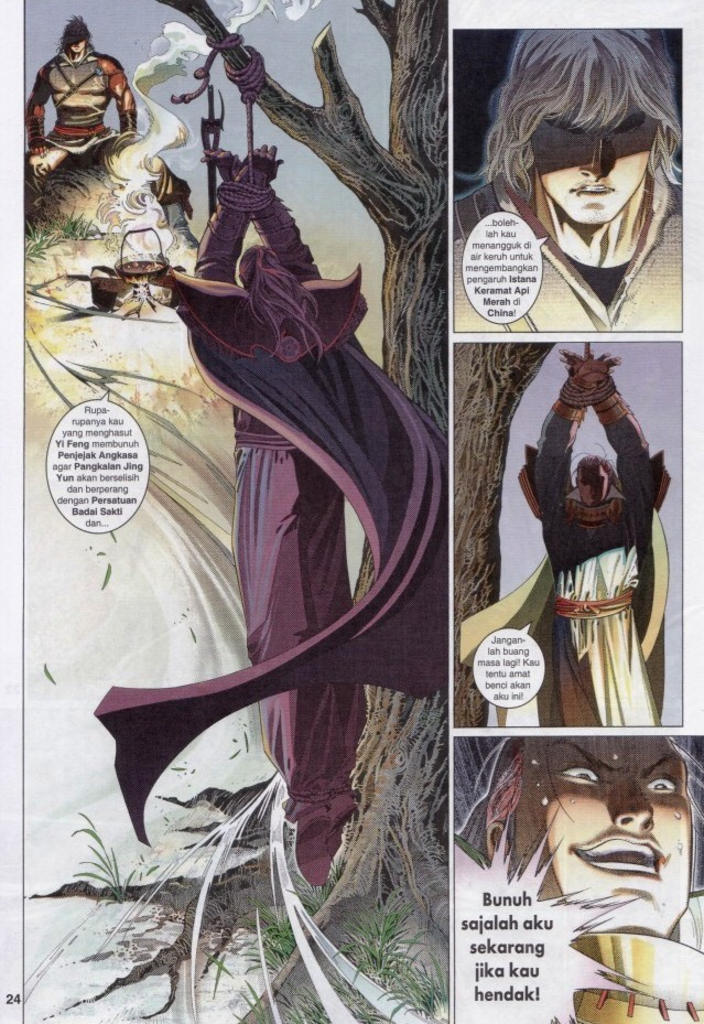 Rupa-
rupanya kau
yang menghasut
Yi Feng membunuh
Penjejak Angkasa
agar Pangkalan Jing
Yun akan berselisih
dan berperang
dengan Persatuan
Badai Sakti
dan...
...boleh-
lah kau
menangguk di
air keruh untuk
mengembangkan
pengaruh Istana
Keramat Api
Merah di
China!
Jangan-
lah buang
masa lagi! Kau
tentu amat
benci akan
aku ini!
Bunuh
sajalah aku
sekarang
jika kau
hendak!
24